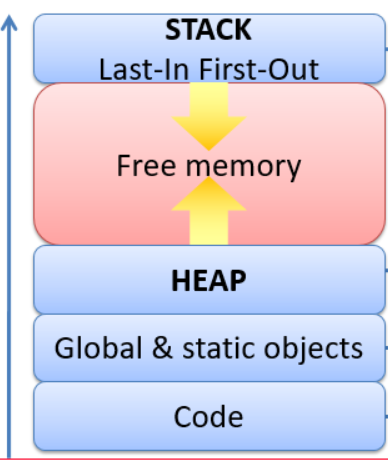 STACK
Last-In First-Out
Free memory
HEAP
Global & static objects
Code